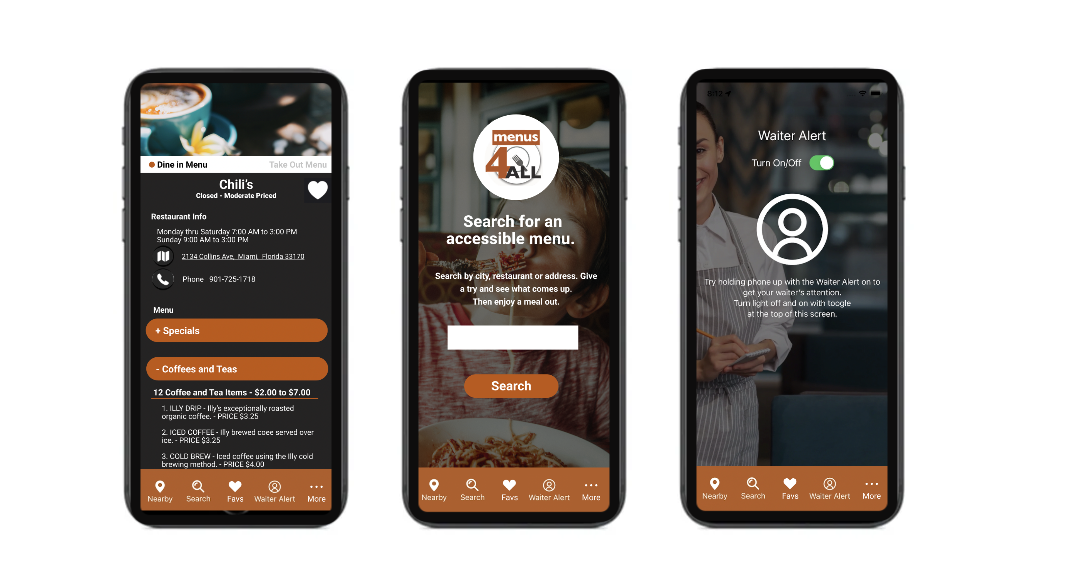 Dine in Menu
Take Out Menu
Chili's
Closed - Moderate Priced
Restaurant Info
Monday thru Saturday 7:00 AM to 3:00 PM
Sunday 9:00 AM to 3:00 PM
2134 Collins Ave, Miami, Florida 33170
Phone 901-725-1718
Menu
+ Specials
- Coffees and Teas
12 Coffee and Tea Items - $2.00 to $7.00
1. ILLY DRIP - Illy's exceptionally roasted
organic coffee. - PRICE $3.25
2. ICED COFFEE - Illy brewed coee served over
ice. - PRICE $3.25
3. COLD BREW - Iced coffee using the Illy cold
brewing method. - PRICE $4.00
Nearby
Search
Favs
Waiter Alert
More
menus
4
ALL
Search for an
accessible menu.
Search by city, restaurant or address. Give
a try and see what comes up.
Then enjoy a meal out.
Search
Nearby
Search
Favs
Waiter Alert
More
8:12
Waiter Alert
Turn On/Off
Try holding phone up with the Waiter Alert on to
get your waiter's attention.
Turn light off and on with toogle
at the top of this screen.
Nearby
Search
Favs
Waiter Alert
More